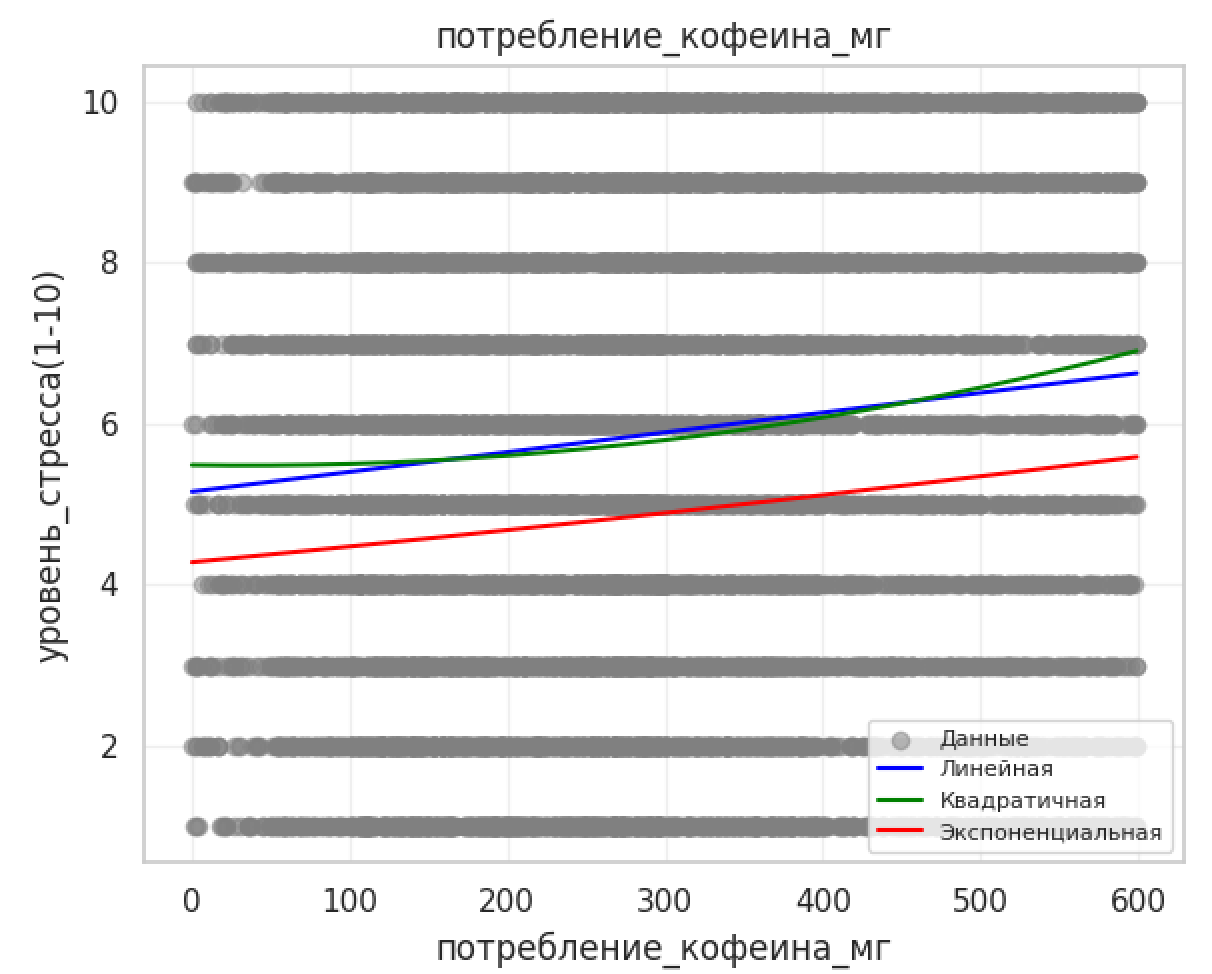 потребление_кофеина_мг
уровень_стресса(1-10)
10
8
6
4
2
Данные
Линейная
Квадратичная
Экспоненциальная
0 100 200 300 400 500 600
потребление_кофеина_мг